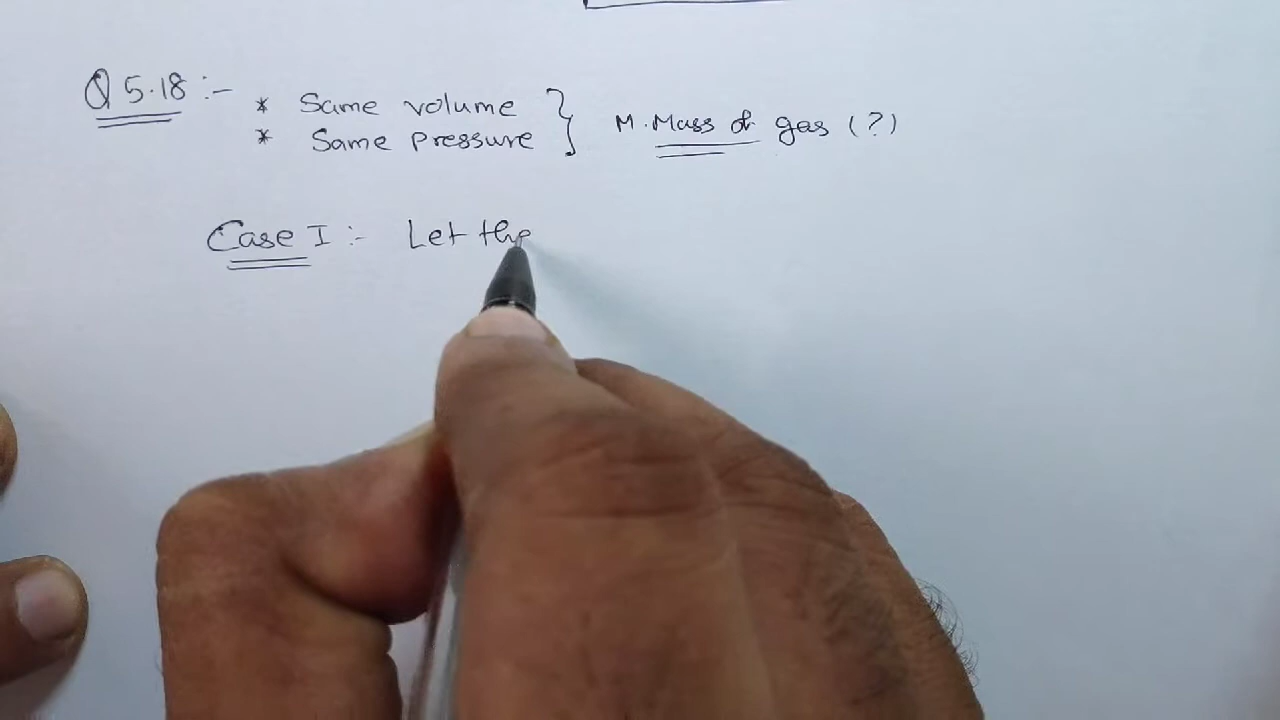 Q 5.18 :-
* Same volume
* Same pressure } M. Mass of gas (?)
Case I :- Let the